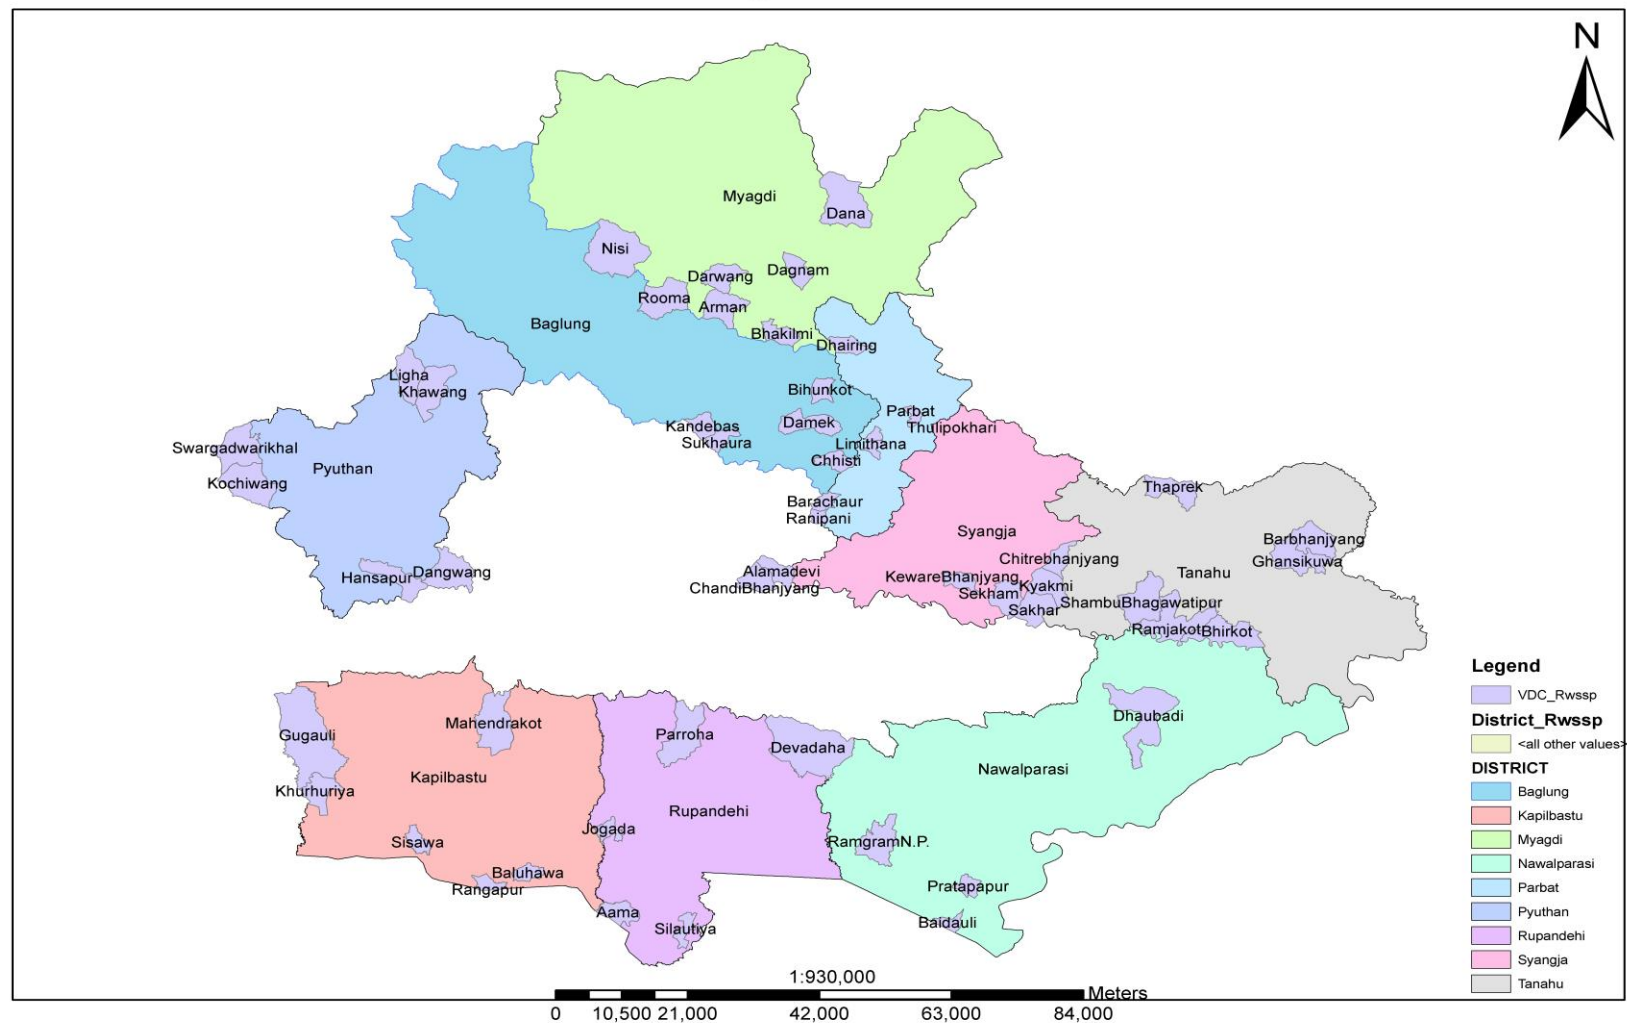 N
Myagdi
Dana
Nisi
Darwang
Dagnam
Rooma
Arman
Baglung
Bhakilmi
Dhairing
Ligha
Khawang
Bihunkot
Parbat
Kandebas
Damek
Thulipokhari
Sukhaura
Limithana
Swargadwarikhal
Pyuthan
Chhisti
Kochiwang
Thaprek
Barachaur
Ranipani
Syangja
Barbhanjyang
Chitrebhanjyang
Ghansikuwa
Hansapur
Dangwang
Alamadevi
Tanahu
KewareBhanjyang
ChandiBhanjyang
Kyakmi
Sekham
Sakhar
ShambuBhagawatipur
Ramjakot
Bhirkot
Gugauli
Mahendrakot
Parroha
Devadaha
Dhaubadi
Kapilbastu
Nawalparasi
Khurhuriya
Rupandehi
Jogada
Sisawa
RamgramN.P.
Baluhawa
Rangapur
Pratapapur
Aama
Silautiya
Baidauli
Legend
VDC_Rwssp
District_Rwssp
<all other values>
DISTRICT
Baglung
Kapilbastu
Myagdi
Nawalparasi
Parbat
Pyuthan
Rupandehi
Syangja
Tanahu
1:930,000
Meters
0 10,500 21,000 42,000 63,000 84,000